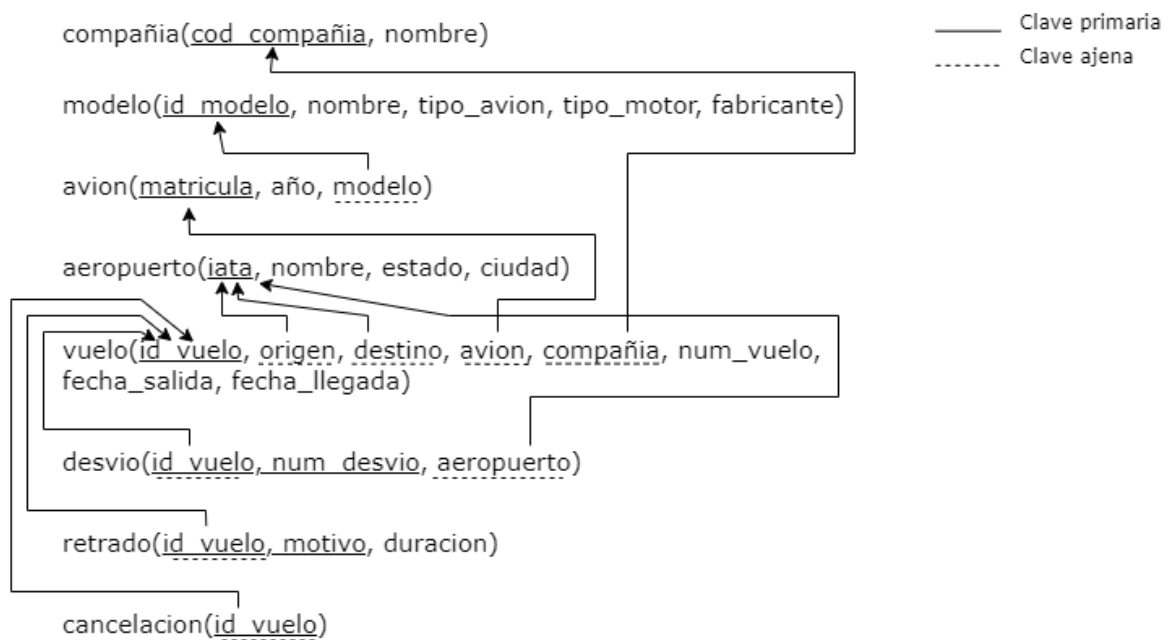 compañia(cod_compañia, nombre)
Clave primaria
Clave ajena
modelo(id_modelo, nombre, tipo_avion, tipo_motor, fabricante)
avion(matricula, año, modelo)
aeropuerto(iata, nombre, estado, ciudad)
vuelo(id_vuelo, origen, destino, avion, compañia, num_vuelo,
fecha_salida, fecha_llegada)
desvio(id_vuelo, num_desvio, aeropuerto)
retrado(id_vuelo, motivo, duracion)
cancelacion(id_vuelo)